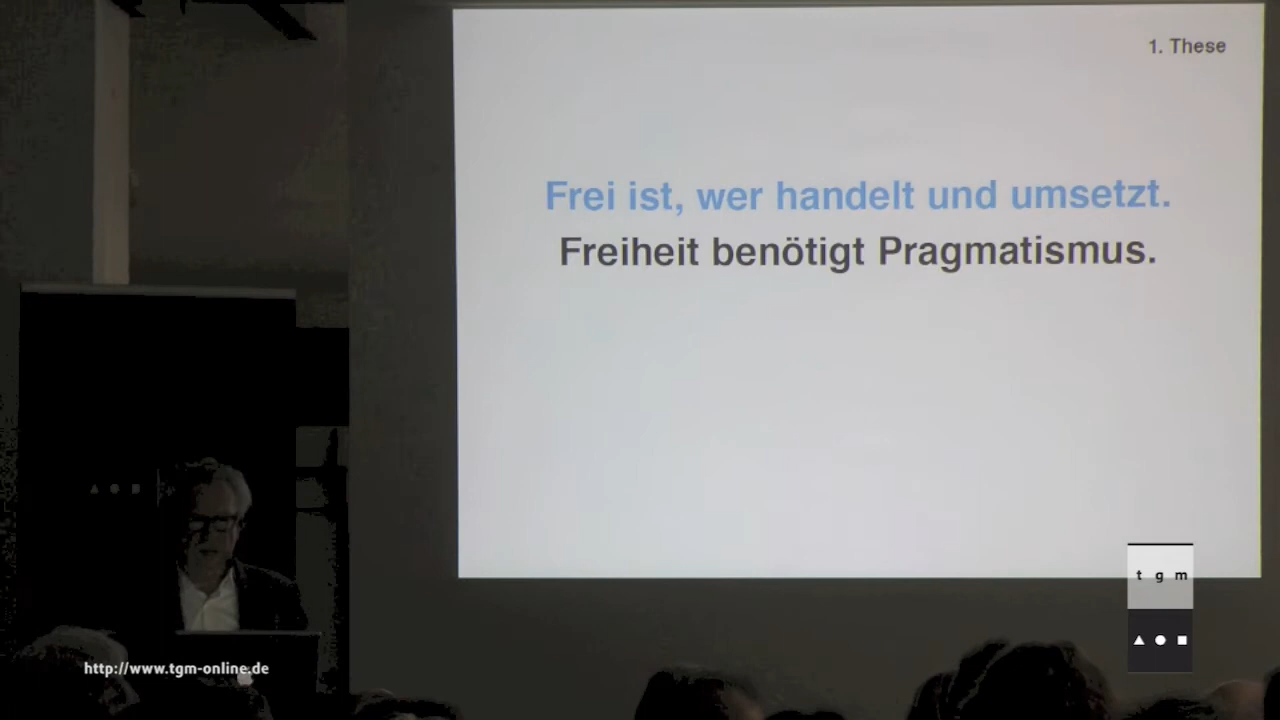 1. These
Frei ist, wer handelt und umsetzt.
Freiheit benötigt Pragmatismus.
t g m
http://www.tgm-online.de